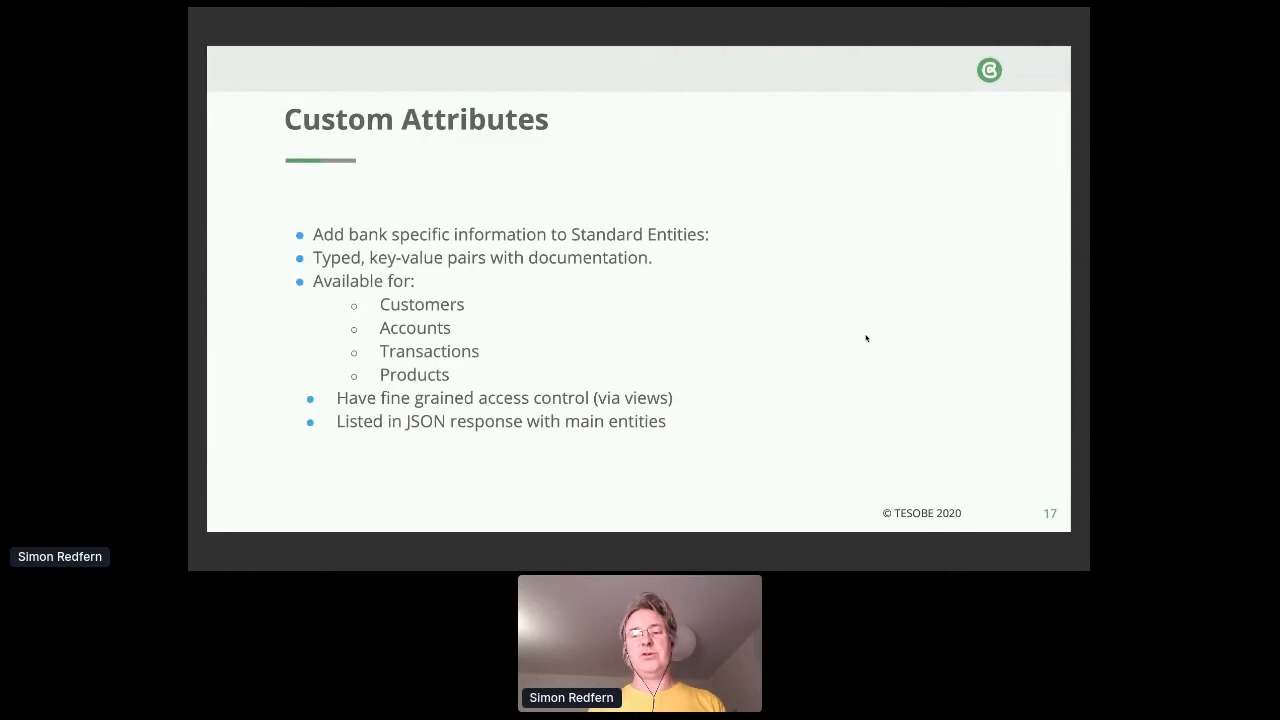 Custom Attributes
Add bank specific information to Standard Entities:
Typed, key-value pairs with documentation.
Available for:
Customers
Accounts
Transactions
Products
Have fine grained access control (via views)
Listed in JSON response with main entities
© TESOBE 2020
17
Simon Redfern
Simon Redfern